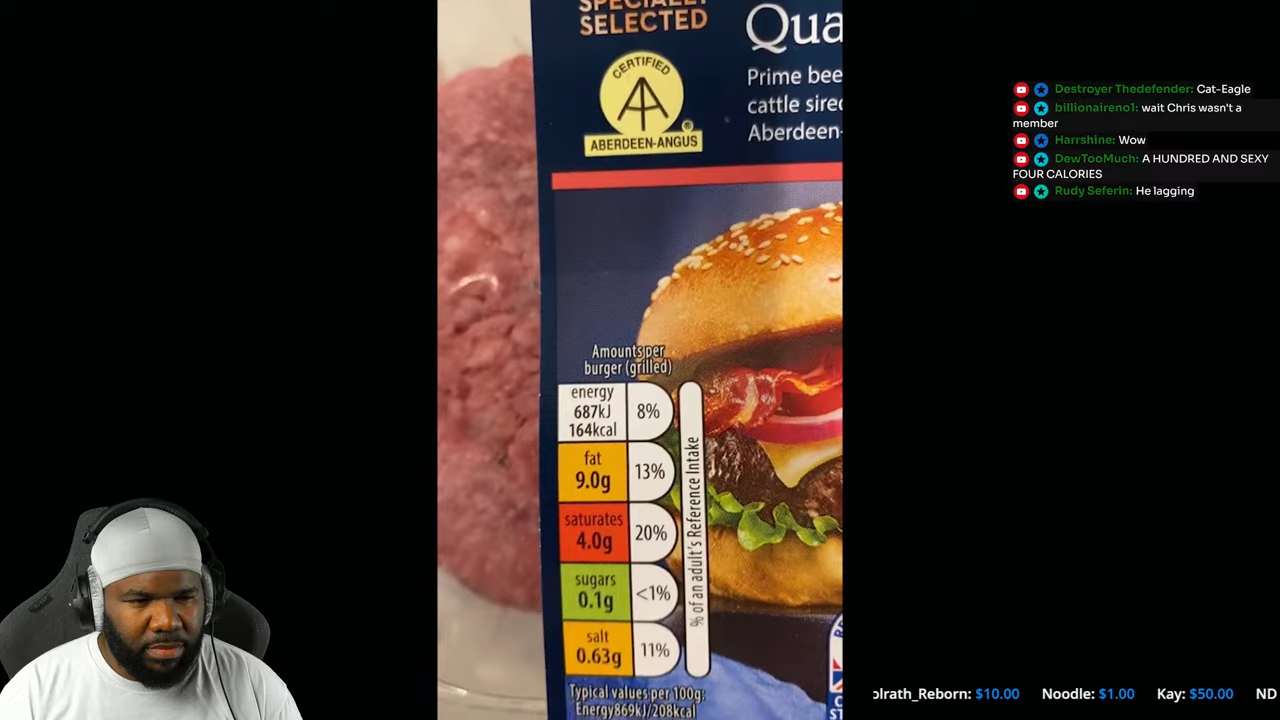 SPECIALLY
SELECTED
CERTIFIED
ABERDEEN-ANGUS
Qua
Prime bee
cattle sired
Aberdeen-
Amounts per
burger (grilled)
energy
687kJ
164kcal
8%
fat
9.0g
13%
saturates
4.0g
20%
sugars
0.1g
<1%
salt
0.63g
11%
% of an adult's Reference Intake
Typical values per 100g:
Energy869kJ/208kcal
Destroyer Thedefender: Cat-Eagle
billionaireno1: wait Chris wasn't a
member
Harrshine: Wow
DewTooMuch: A HUNDRED AND SEXY
FOUR CALORIES
Rudy Seferin: He lagging
olrath_Reborn: $10.00 Noodle: $1.00 Kay: $50.00 ND